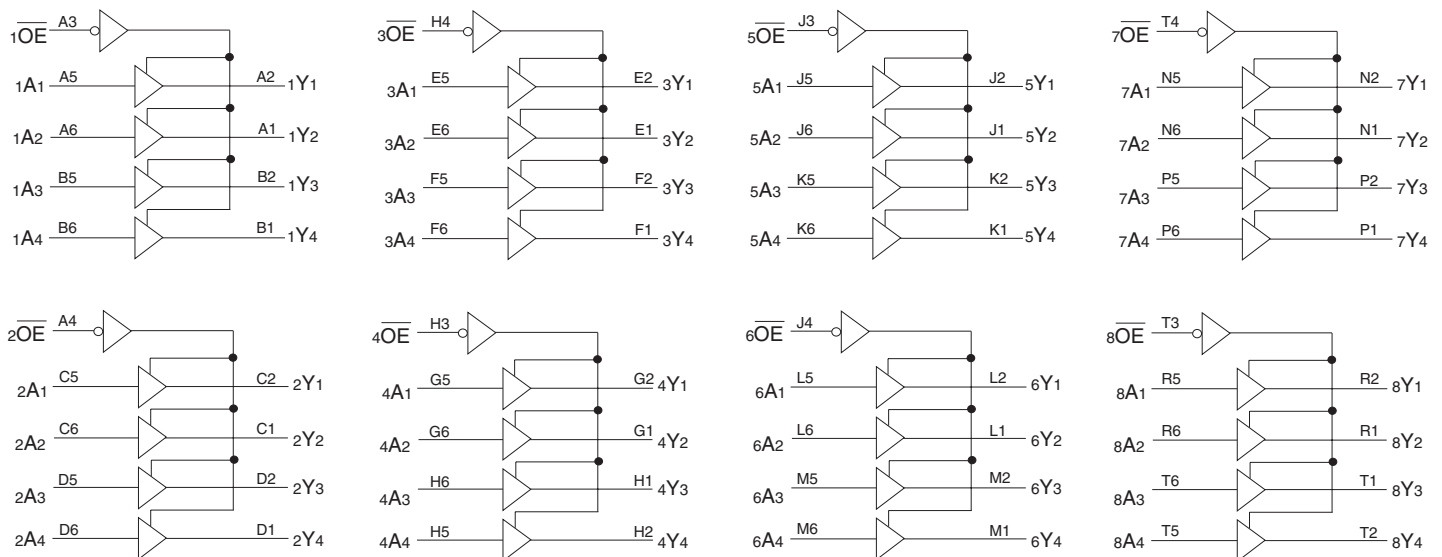 1OE A3
1A1 A5 A2 1Y1
1A2 A6 A1 1Y2
1A3 B5 B2 1Y3
1A4 B6 B1 1Y4
3OE H4
3A1 E5 E2 3Y1
3A2 E6 E1 3Y2
3A3 F5 F2 3Y3
3A4 F6 F1 3Y4
5OE J3
5A1 J5 J2 5Y1
5A2 J6 J1 5Y2
5A3 K5 K2 5Y3
5A4 K6 K1 5Y4
7OE T4
7A1 N5 N2 7Y1
7A2 N6 N1 7Y2
7A3 P5 P2 7Y3
7A4 P6 P1 7Y4
2OE A4
2A1 C5 C2 2Y1
2A2 C6 C1 2Y2
2A3 D5 D2 2Y3
2A4 D6 D1 2Y4
4OE H3
4A1 G5 G2 4Y1
4A2 G6 G1 4Y2
4A3 H6 H1 4Y3
4A4 H5 H2 4Y4
6OE J4
6A1 L5 L2 6Y1
6A2 L6 L1 6Y2
6A3 M5 M2 6Y3
6A4 M6 M1 6Y4
8OE T3
8A1 R5 R2 8Y1
8A2 R6 R1 8Y2
8A3 T6 T1 8Y3
8A4 T5 T2 8Y4